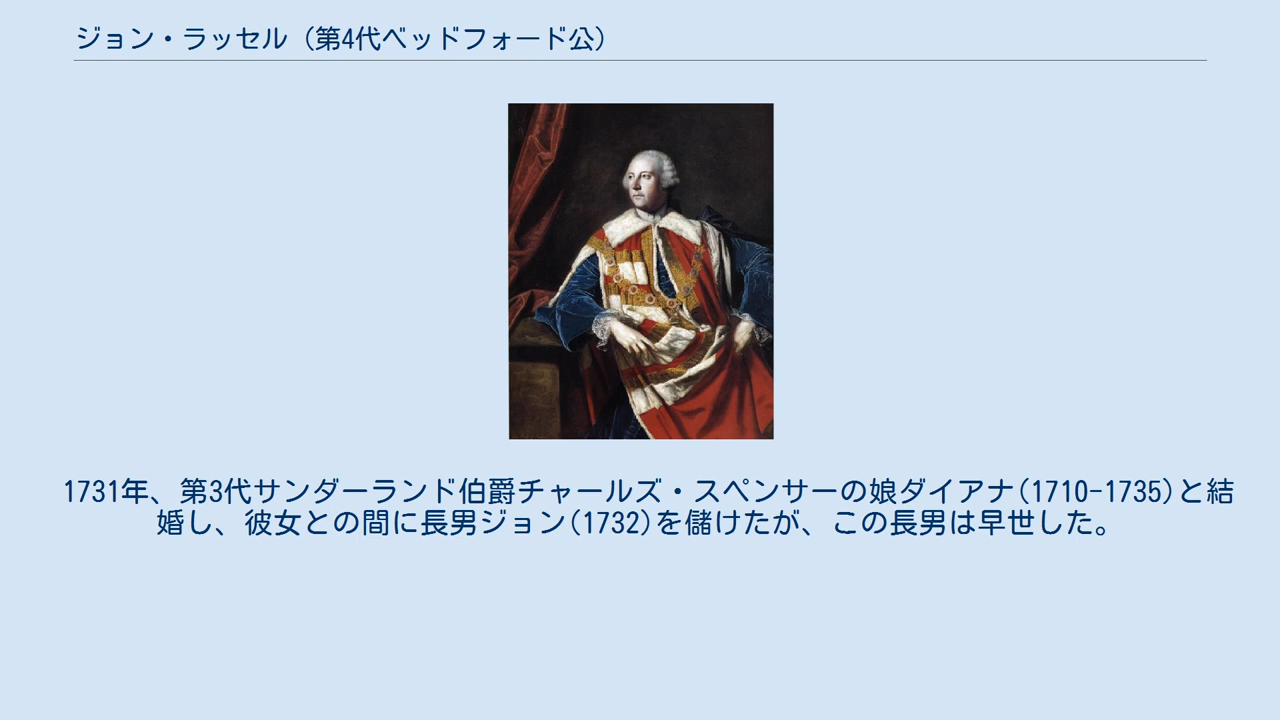 ジョン・ラッセル (第4代ベッドフォード公)
1731年、第3代サンダーランド伯爵チャールズ・スペンサーの娘ダイアナ(1710-1735)と結
婚し、彼女との間に長男ジョン(1732)を儲けたが、この長男は早世した。